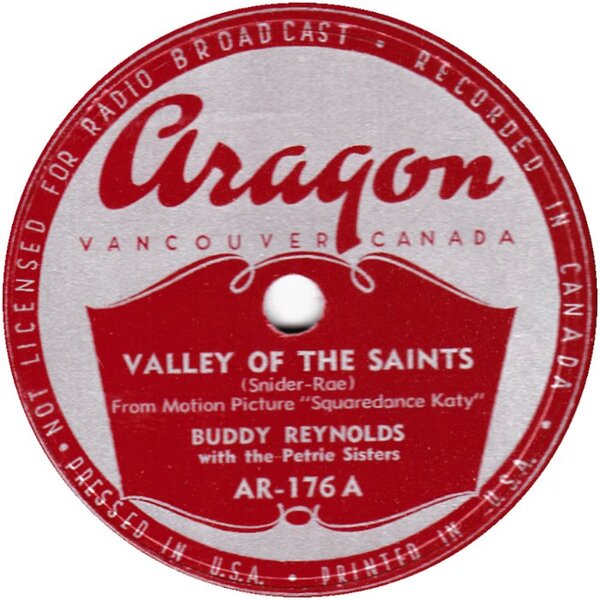 NOT LICENSED FOR RADIO BROADCAST • RECORDED IN CANADA •
Aragon
VANCOUVER CANADA
VALLEY OF THE SAINTS
(Snider-Rae)
From Motion Picture "Squaredance Katy"
BUDDY REYNOLDS
with the Petrie Sisters
AR-176 A
PRESSED IN U.S.A. • PRINTED IN U.S.A.